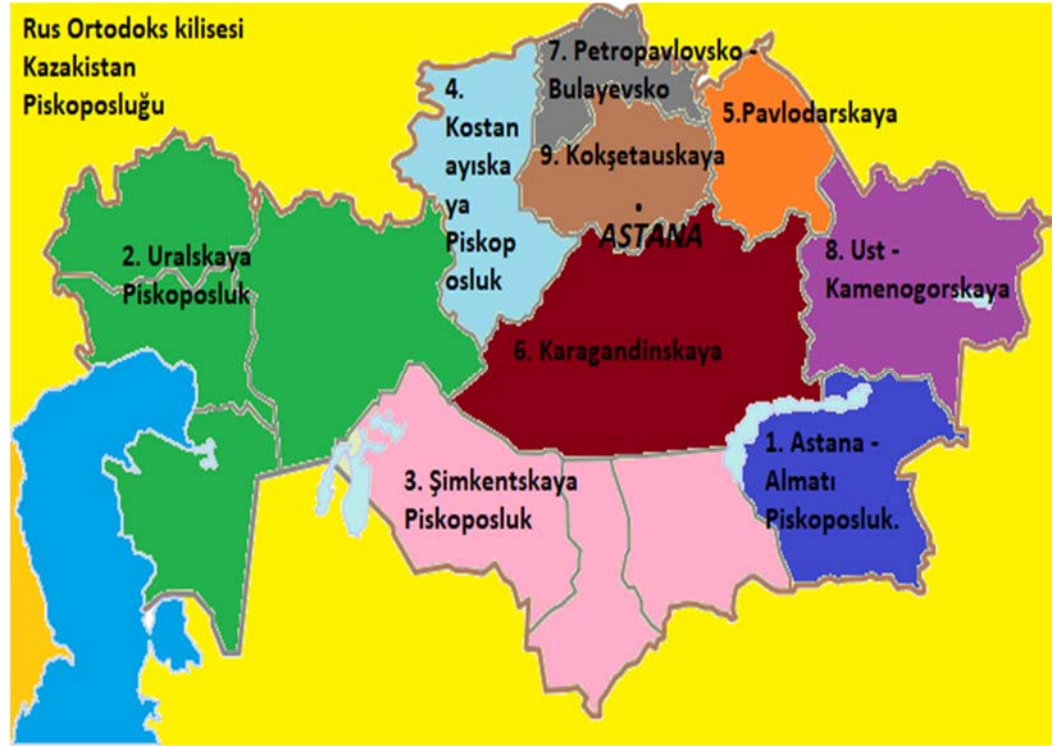 Rus Ortodoks kilisesi
Kazakistan
Piskoposluğu
7. Petropavlovsko -
Bulayevsko
4.
Kostan
ayıska
ya
Piskop
osluk
5.Pavlodarskaya
9. Kokşetauskaya
ASTANA
2. Uralskaya
Piskoposluk
8. Ust -
Kamenogorskaya
6. Karagandinskaya
3. Şimkentskaya
Piskoposluk
1. Astana -
Almatı
Piskoposluk.